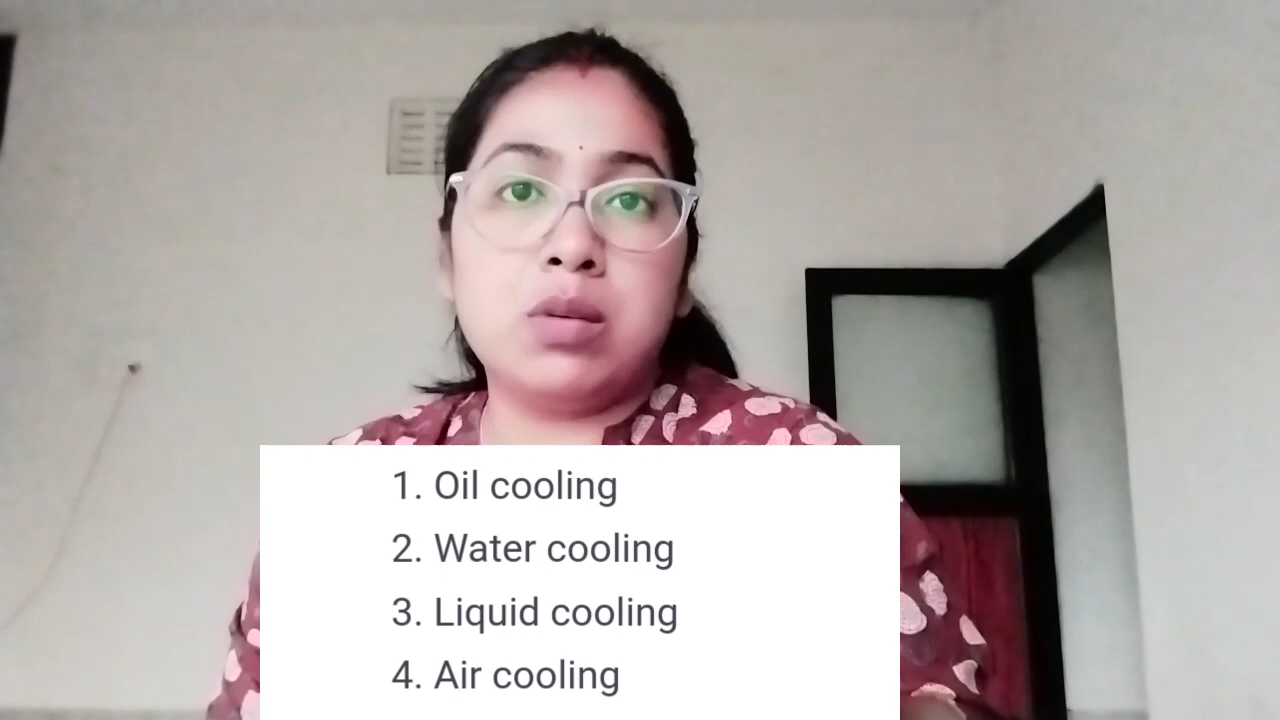 1. Oil cooling
2. Water cooling
3. Liquid cooling
4. Air cooling